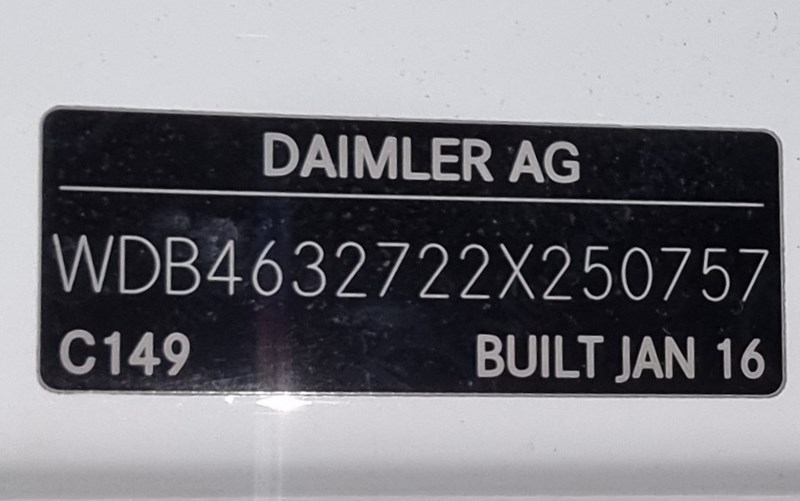 DAIMLER AG
WDB4632722X250757
C149 BUILT JAN 16